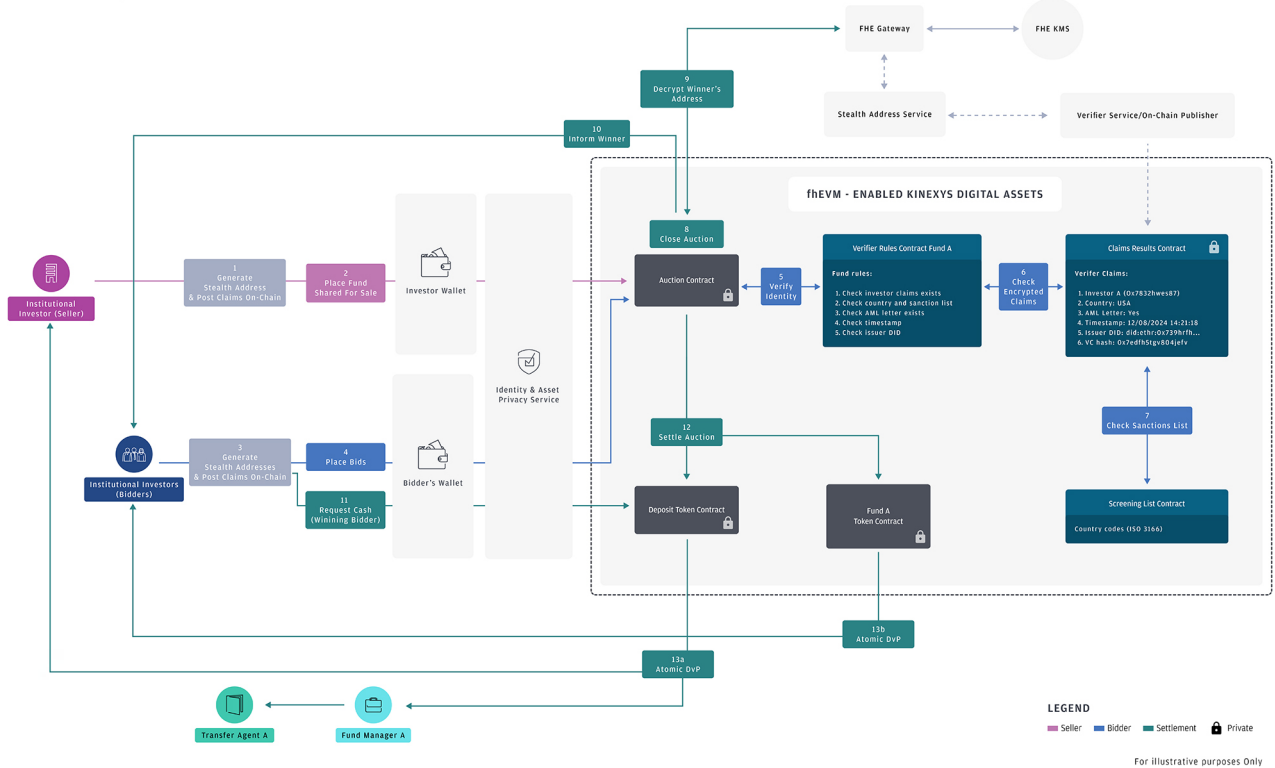 FHE Gateway
FHE KMS
9
Decrypt Winner's
Address
Stealth Address Service
Verifier Service/On-Chain Publisher
10
Inform Winner
fhEVM - ENABLED KINEXYS DIGITAL ASSETS
8
Close Auction
Institutional
Investor (Seller)
1
Generate
Stealth Address
& Post Claims On-Chain
2
Place Fund
Shared For Sale
Investor Wallet
Identity & Asset
Privacy Service
Auction Contract
5
Verify
Identity
Verifier Rules Contract Fund A
Fund rules:
1. Check investor claims exists
2. Check country and sanction list
3. Check AML letter exists
4. Check timestamp
5. Check issuer DID
6
Check
Encrypted
Claims
Claims Results Contract
Verifer Claims:
1. Investor A (0x7832hwes87)
2. Country: USA
3. AML Letter: Yes
4. Timestamp: 12/08/2024 14:21:18
5. Issuer DID: did:ethr:0x739hrfh...
6. VC hash: 0x7edfh5tgv804jefv
7
Check Sanctions List
Institutional Investors
(Bidders)
3
Generate
Stealth Addresses
& Post Claims On-Chain
4
Place Bids
11
Request Cash
(Winining Bidder)
Bidder's Wallet
12
Settle Auction
Deposit Token Contract
Fund A
Token Contract
Screening List Contract
Country codes (ISO 3166)
13b
Atomic DvP
13a
Atomic DvP
Transfer Agent A
Fund Manager A
LEGEND
Seller
Bidder
Settlement
Private
For illustrative purposes Only